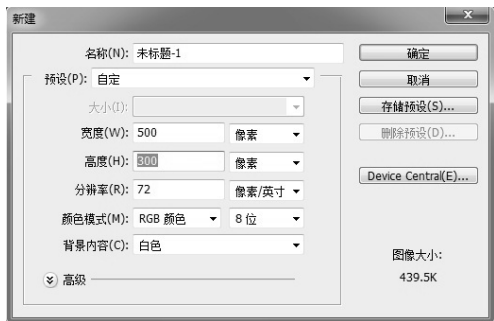 新建
名称(N): 未标题-1 确定
预设(P): 自定 取消
大小(I): 存储预设(S)...
宽度(W): 500 像素 删除预设(D)...
高度(H): 300 像素
分辨率(R): 72 像素/英寸 Device Central(E)...
颜色模式(M): RGB 颜色 8 位
背景内容(C): 白色
图像大小:
高级 439.5K